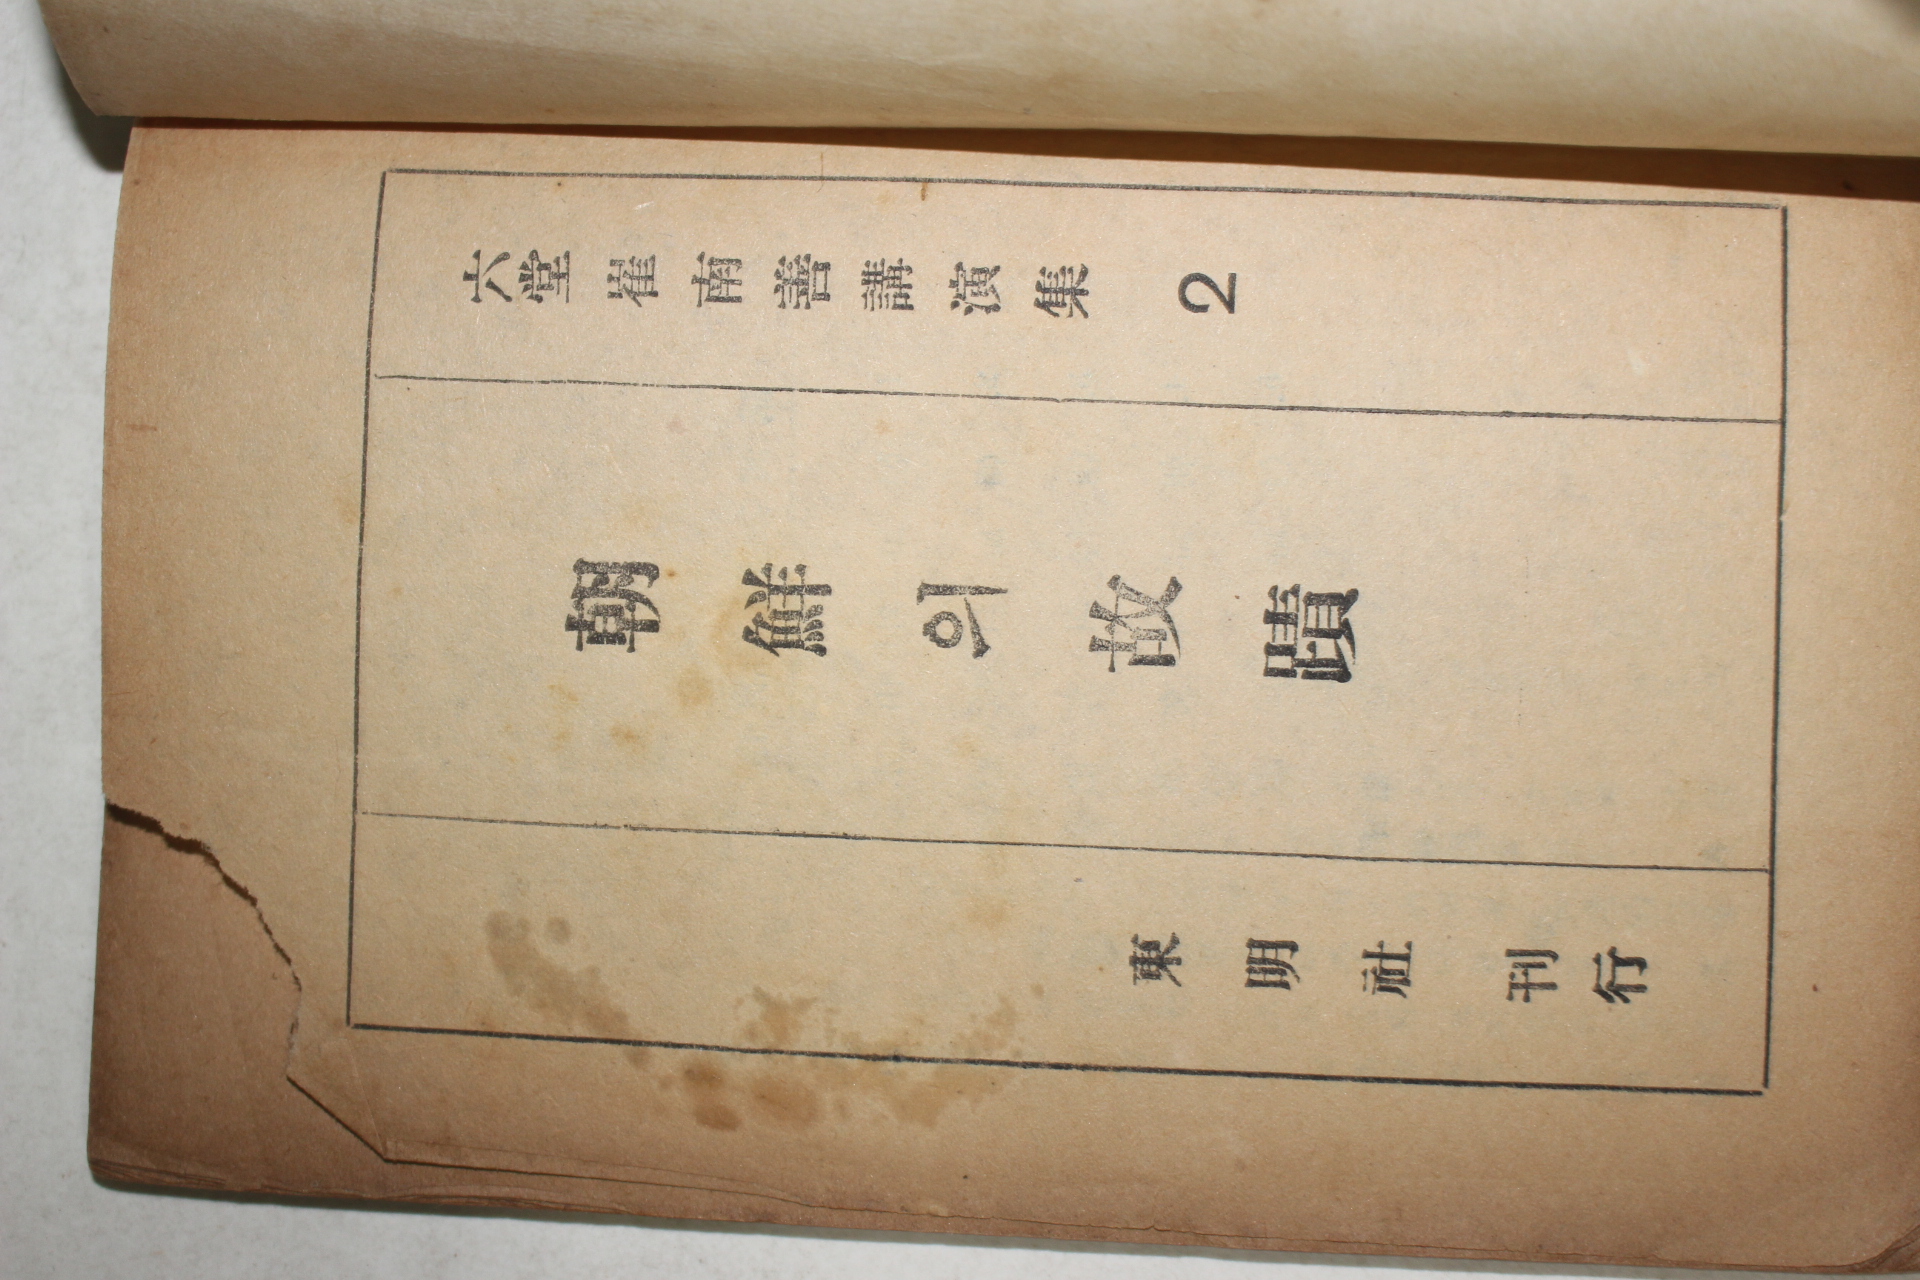 六堂崔南善講演集 2
朝鮮의故蹟
東明社 刊行